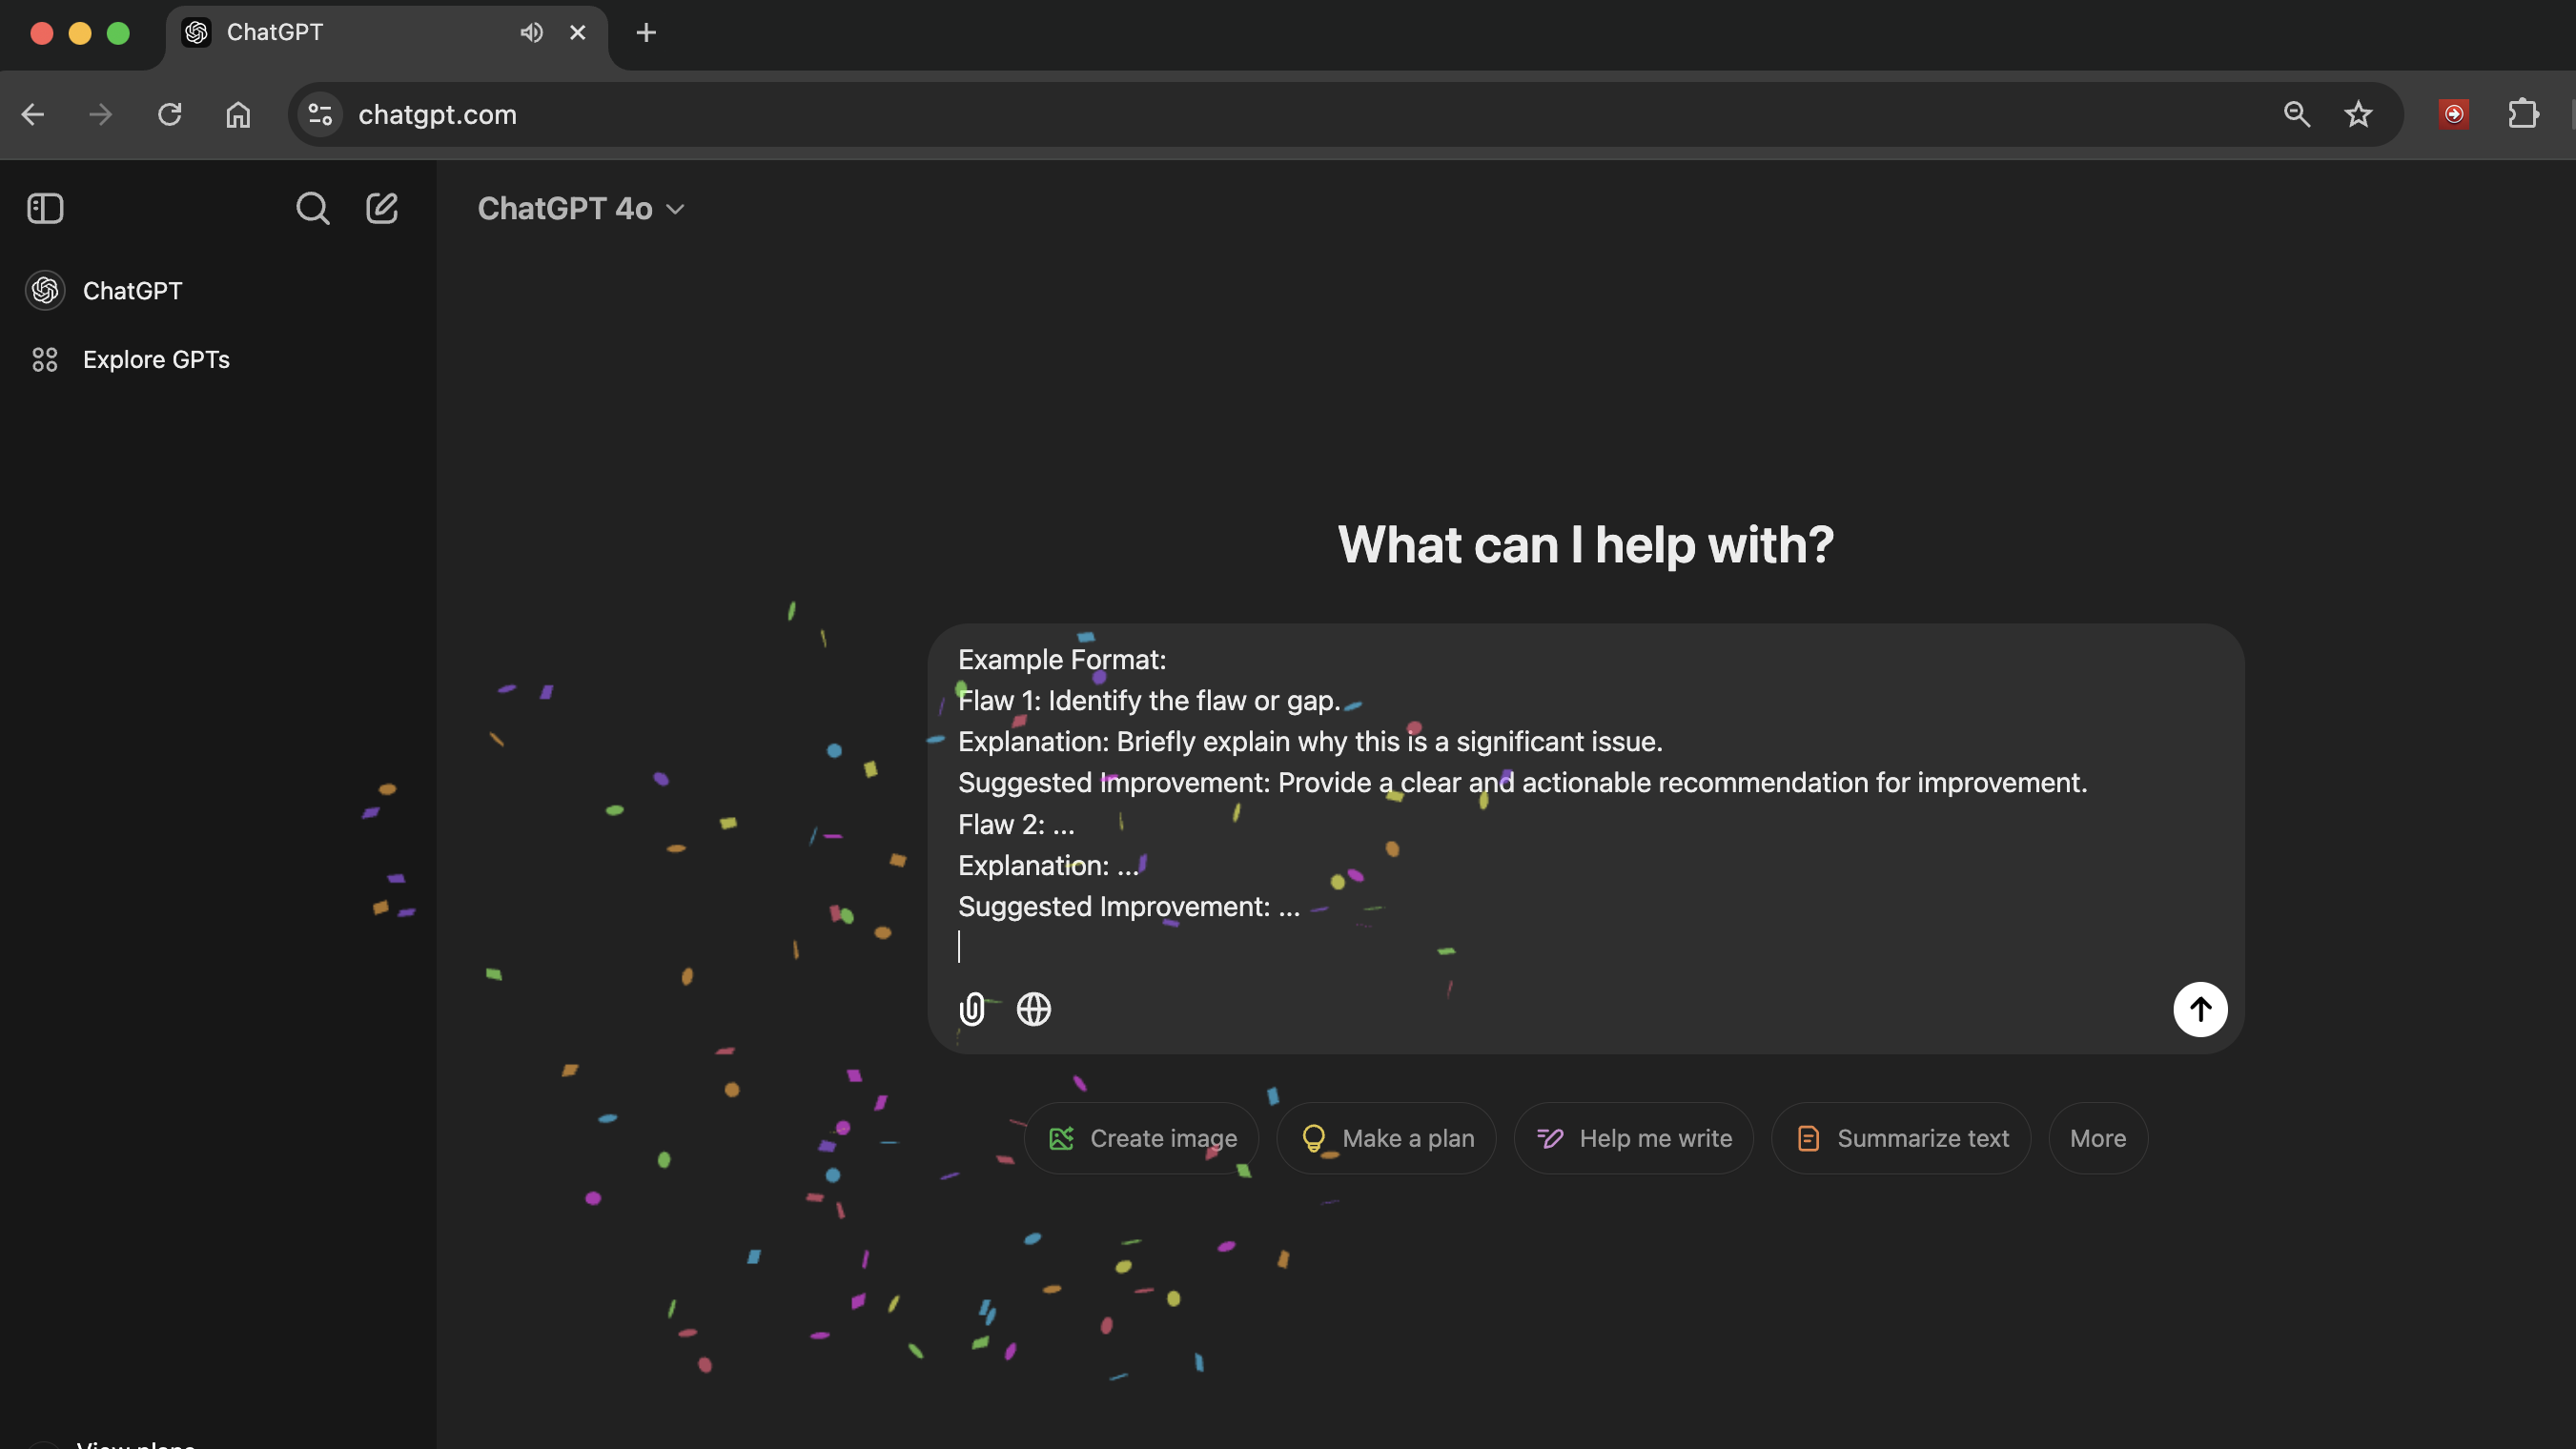 ChatGPT
chatgpt.com
ChatGPT 4o
ChatGPT
Explore GPTs
What can I help with?
Example Format:
Flaw 1: Identify the flaw or gap.
Explanation: Briefly explain why this is a significant issue.
Suggested Improvement: Provide a clear and actionable recommendation for improvement.
Flaw 2: ...
Explanation: ...
Suggested Improvement: ...
Create image
Make a plan
Help me write
Summarize text
More
View plans